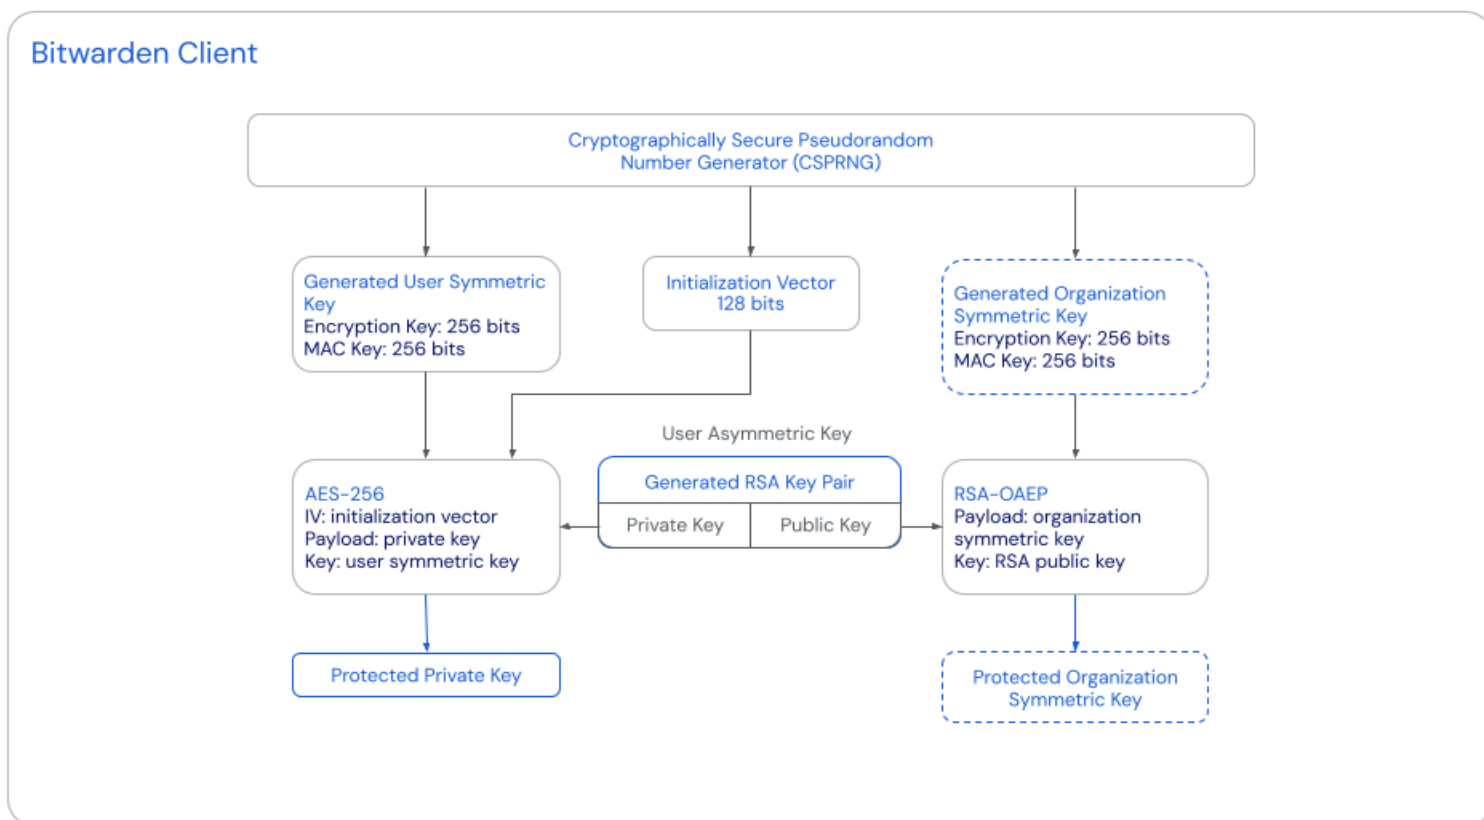 Bitwarden Client
Cryptographically Secure Pseudorandom
Number Generator (CSPRNG)
Generated User Symmetric
Key
Encryption Key: 256 bits
MAC Key: 256 bits
Initialization Vector
128 bits
Generated Organization
Symmetric Key
Encryption Key: 256 bits
MAC Key: 256 bits
User Asymmetric Key
Generated RSA Key Pair
Private Key
Public Key
AES-256
IV: initialization vector
Payload: private key
Key: user symmetric key
RSA-OAEP
Payload: organization
symmetric key
Key: RSA public key
Protected Private Key
Protected Organization
Symmetric Key